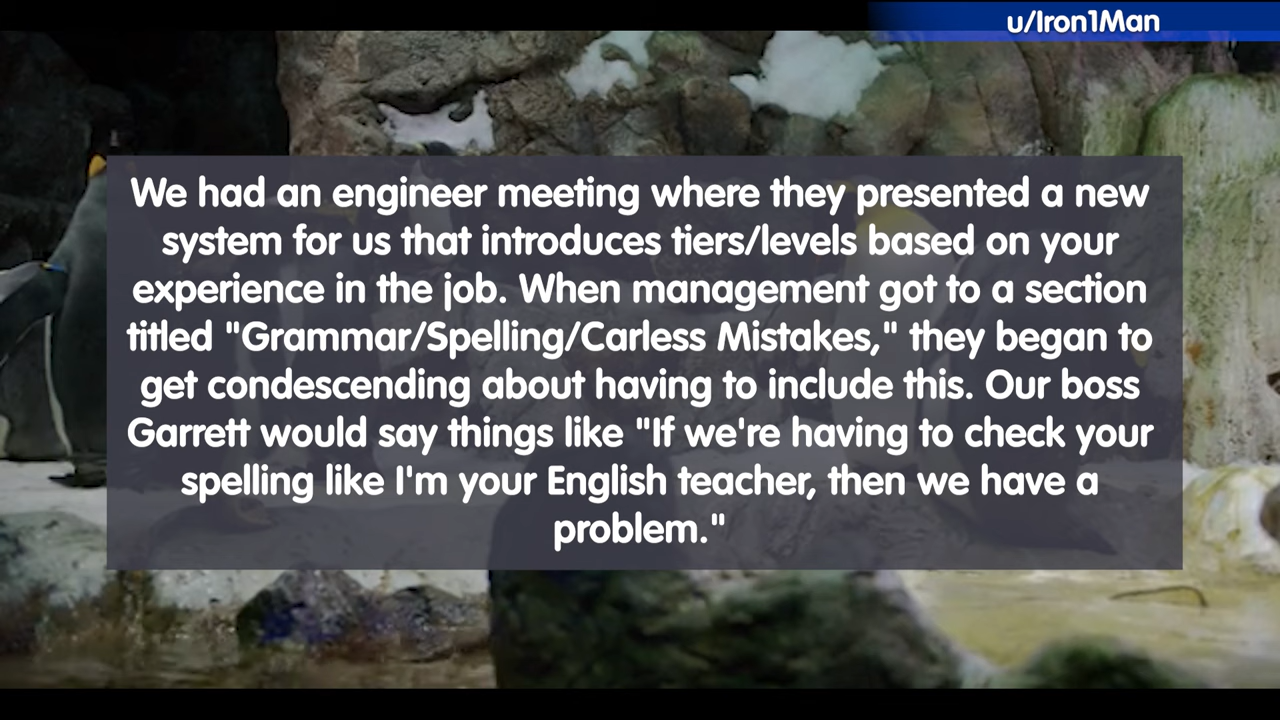 u/Iron1Man
We had an engineer meeting where they presented a new
system for us that introduces tiers/levels based on your
experience in the job. When management got to a section
titled "Grammar/Spelling/Carless Mistakes," they began to
get condescending about having to include this. Our boss
Garrett would say things like "If we're having to check your
spelling like I'm your English teacher, then we have a
problem."